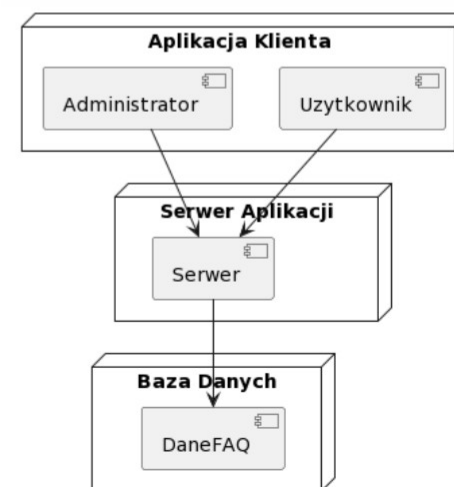 Aplikacja Klienta
Administrator
Uzytkownik
Serwer Aplikacji
Serwer
Baza Danych
DaneFAQ